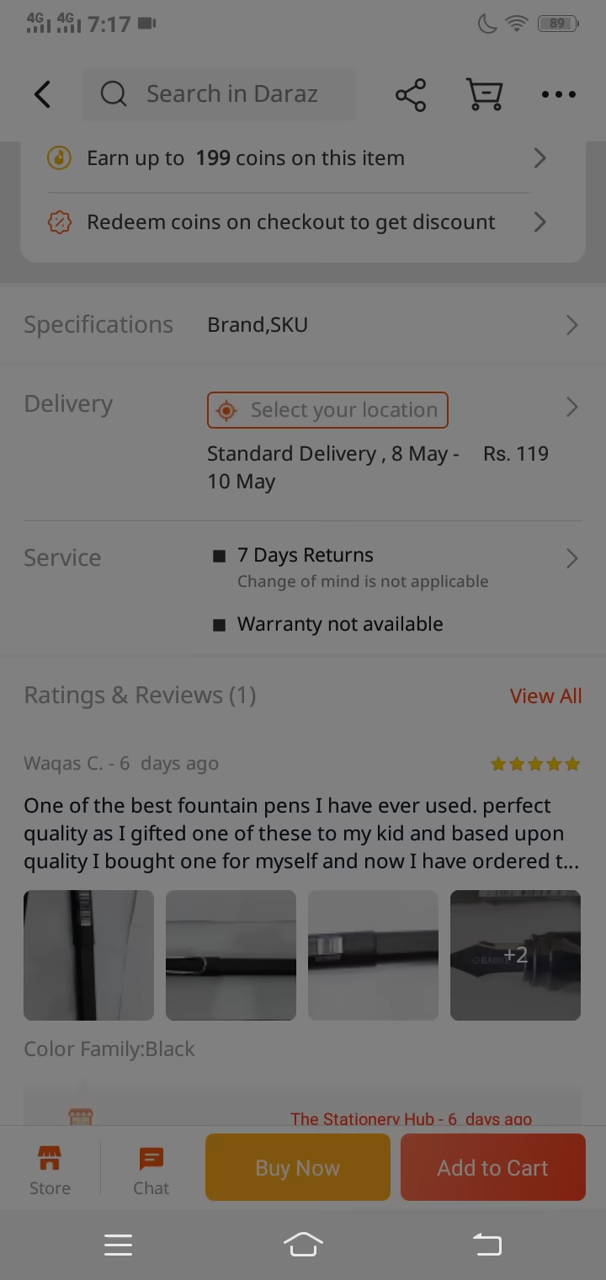 4G 4G 7:17 89
Search in Daraz
Earn up to 199 coins on this item
Redeem coins on checkout to get discount
Specifications Brand,SKU
Delivery Select your location
Standard Delivery , 8 May - Rs. 119
10 May
Service 7 Days Returns
Change of mind is not applicable
Warranty not available
Ratings & Reviews (1) View All
Waqas C. - 6 days ago
One of the best fountain pens I have ever used. perfect
quality as I gifted one of these to my kid and based upon
quality I bought one for myself and now I have ordered t...
+2
Color Family:Black
The Stationery Hub - 6 days ago
Store Chat Buy Now Add to Cart